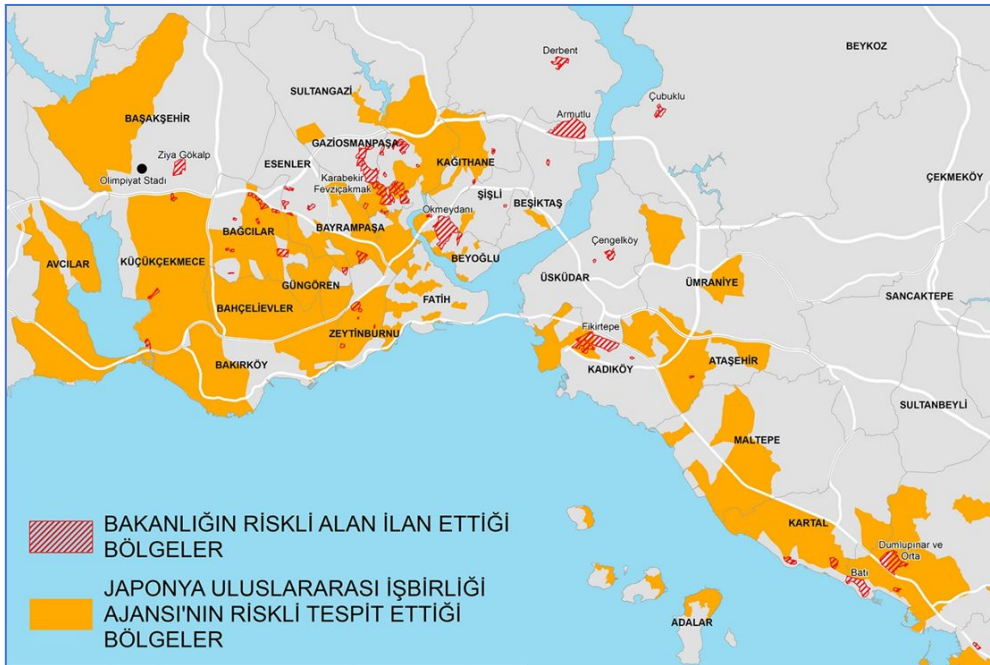 Derbent
BEYKOZ
SULTANGAZİ
Çubuklu
BAŞAKŞEHİR
Armutlu
GAZİOSMANPAŞA
Ziya Gökalp
ESENLER
KAĞITHANE
Olimpiyat Stadı
Karabekir
Fevziçakmak
ÇEKMEKÖY
ŞİŞLİ
Okmeydanı
BEŞİKTAŞ
BAĞCILAR
BAYRAMPAŞA
Çengelköy
AVCILAR
KÜÇÜKÇEKMECE
BEYOĞLU
ÜSKÜDAR
ÜMRANİYE
GÜNGÖREN
SANCAKTEPE
FATİH
BAHÇELİEVLER
Fikirtepe
ZEYTİNBURNU
ATAŞEHİR
BAKIRKÖY
KADIKÖY
SULTANBEYLİ
MALTEPE
KARTAL
Dumlupınar ve
Orta
Batı
ADALAR
BAKANLIĞIN RİSKLİ ALAN İLAN ETTİĞİ
BÖLGELER
JAPONYA ULUSLARARASI İŞBİRLİĞİ
AJANSI'NIN RİSKLİ TESPİT ETTİĞİ
BÖLGELER